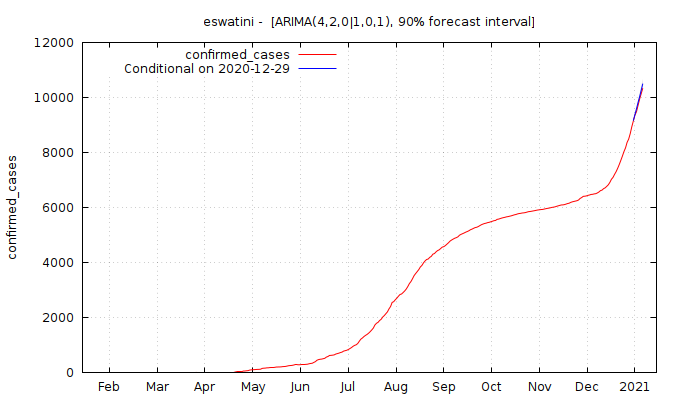 eswatini -  [ARIMA(4,2,0|1,0,1), 90% forecast interval]
confirmed_cases
Conditional on 2020-12-29
12000
10000
8000
6000
4000
2000
0
confirmed_cases
Feb Mar Apr May Jun Jul Aug Sep Oct Nov Dec 2021